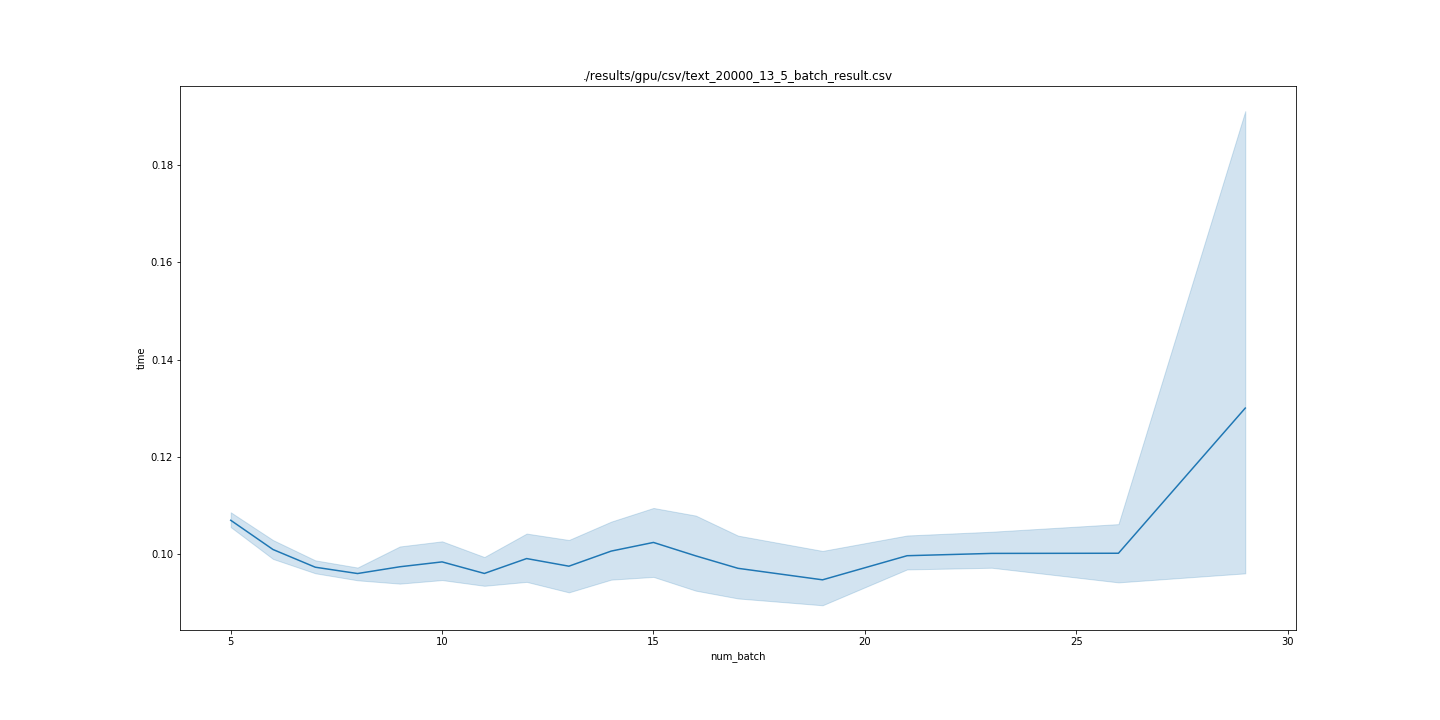 ./results/gpu/csv/text_20000_13_5_batch_result.csv
time
0.18
0.16
0.14
0.12
0.10
5 10 15 20 25 30
num_batch